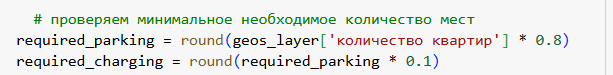 # проверяем минимальное необходимое количество мест
required_parking = round(geos_layer['количество квартир'] * 0.8)
required_charging = round(required_parking * 0.1)